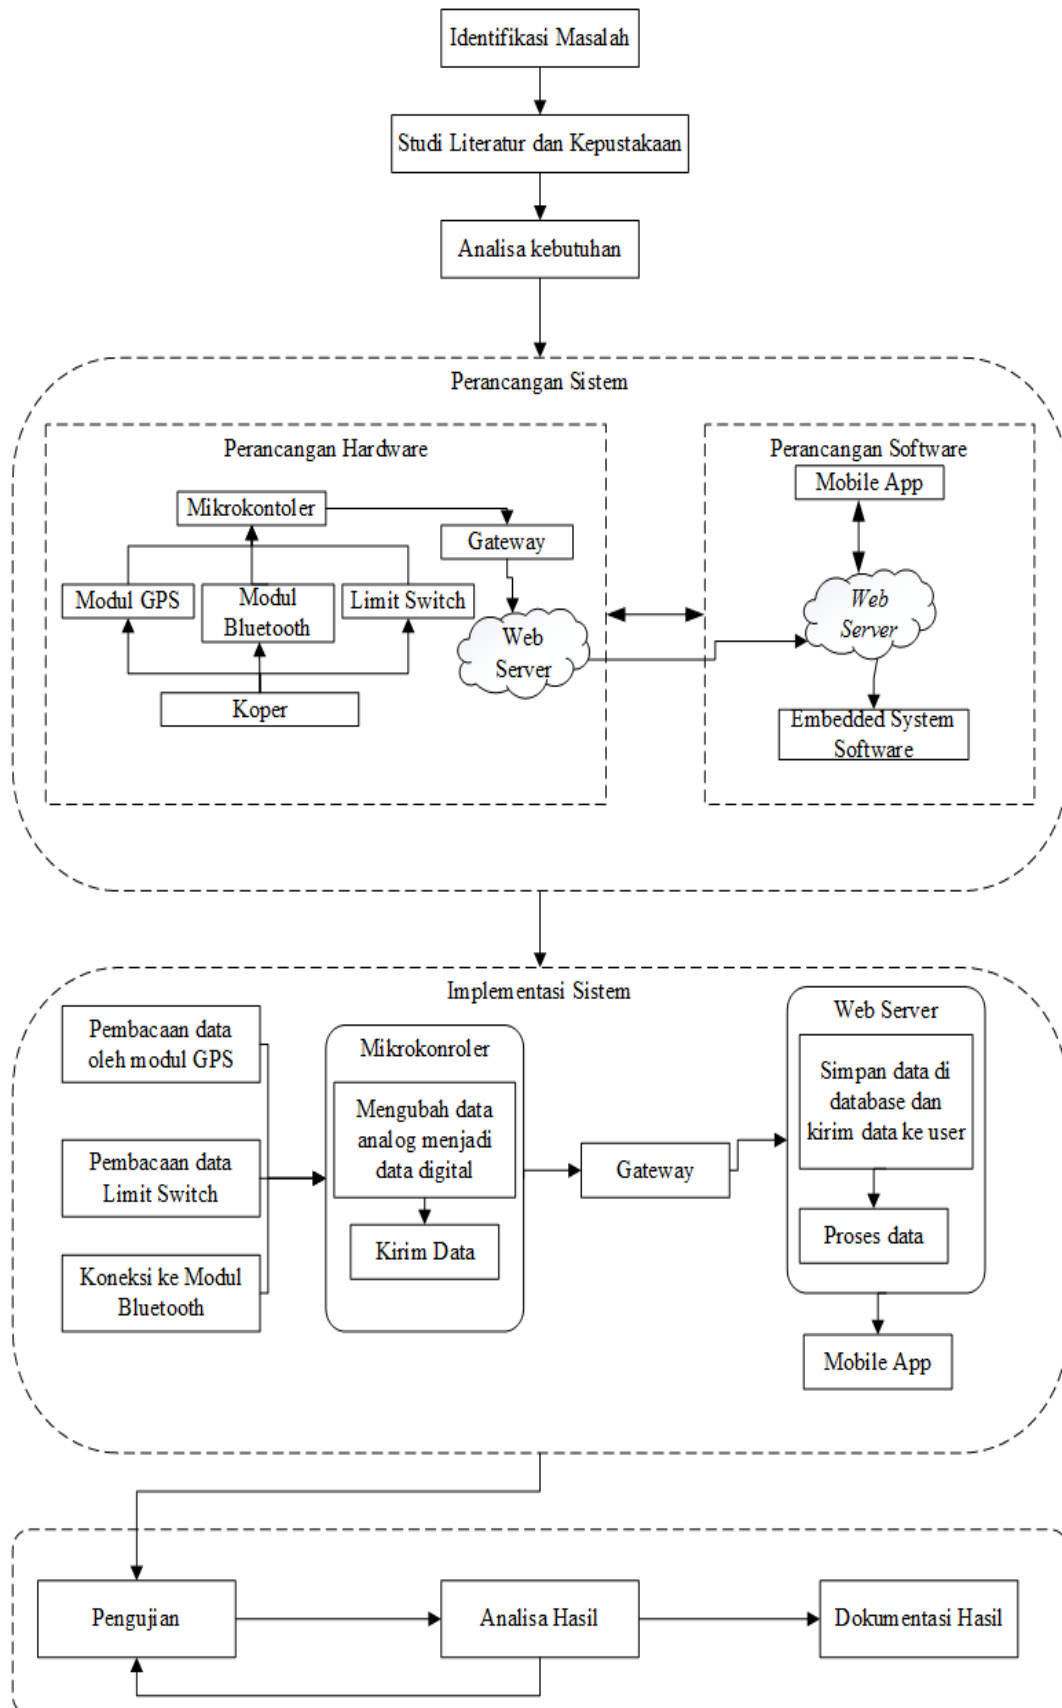 Identifikasi Masalah
Studi Literatur dan Kepustakaan
Analisa kebutuhan
Perancangan Sistem
Perancangan Hardware
Mikrokontoler
Gateway
Modul GPS
Modul
Bluetooth
Limit Switch
Web
Server
Koper
Perancangan Software
Mobile App
Web
Server
Embedded System
Software
Implementasi Sistem
Pembacaan data
oleh modul GPS
Pembacaan data
Limit Switch
Koneksi ke Modul
Bluetooth
Mikrokonroler
Mengubah data
analog menjadi
data digital
Kirim Data
Gateway
Web Server
Simpan data di
database dan
kirim data ke user
Proses data
Mobile App
Pengujian
Analisa Hasil
Dokumentasi Hasil